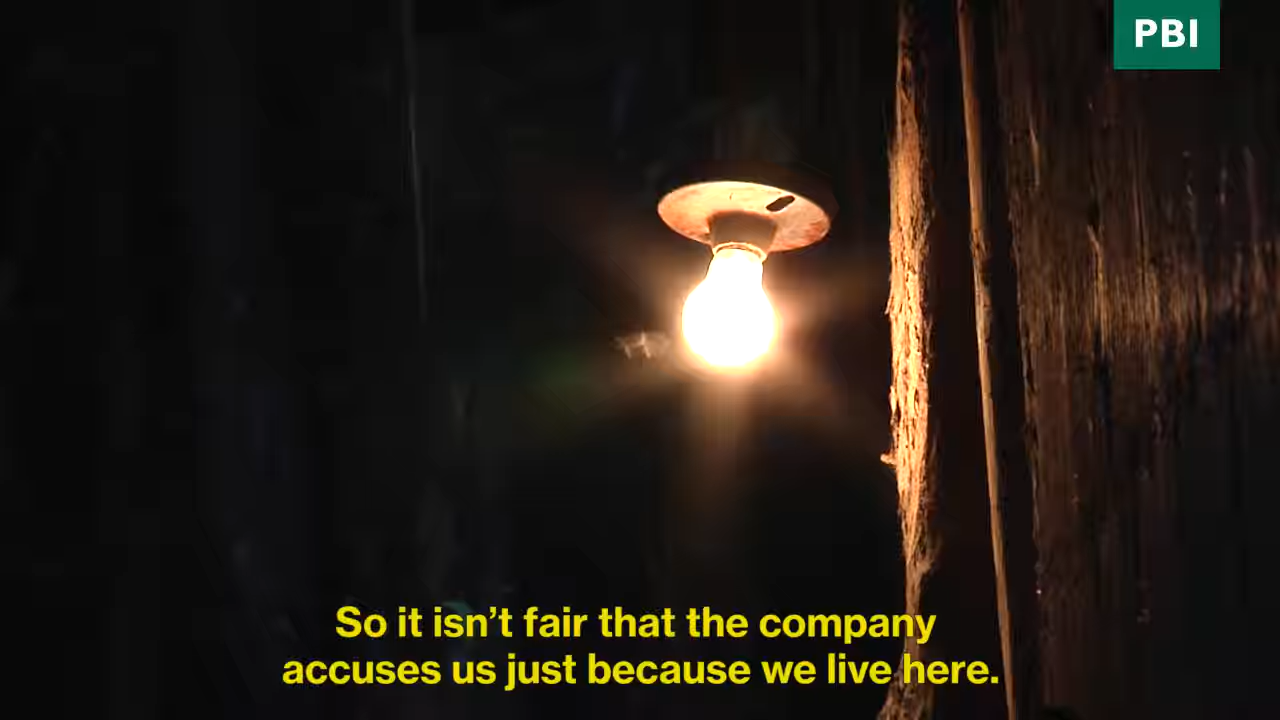 PBI
So it isn’t fair that the company
accuses us just because we live here.